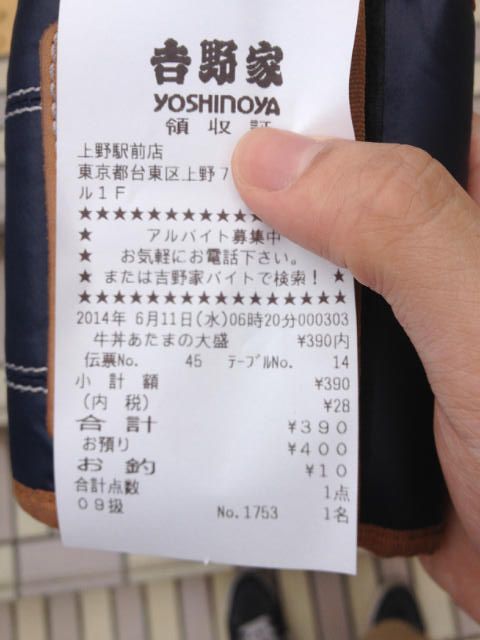 吉野家
YOSHINOYA
領収証
上野駅前店
東京都台東区上野7
ル1F
★★★★★★★★★★★★★★★★★★
★ アルバイト募集中
★ お気軽にお電話下さい。 ★
★ または吉野家バイトで検索! ★
★★★★★★★★★★★★★★★★★★
2014年 6月11日(水)06時20分000303
牛丼あたまの大盛 ¥390内
伝票No. 45 テーブルNo. 14
小計額 ¥390
(内 税) ¥28
合計 ¥390
お預り ¥400
お釣 ¥10
合計点数 1点
09扱 No.1753 1名